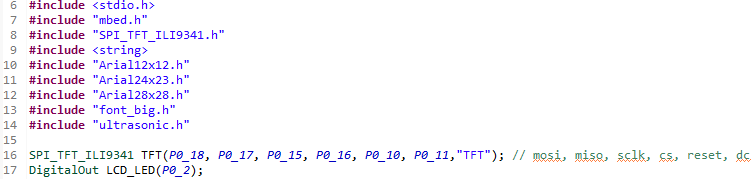 6 #include <stdio.h>
7 #include "mbed.h"
8 #include "SPI_TFT_ILI9341.h"
9 #include <string>
10 #include "Arial12x12.h"
11 #include "Arial24x23.h"
12 #include "Arial28x28.h"
13 #include "font_big.h"
14 #include "ultrasonic.h"
15
16 SPI_TFT_ILI9341 TFT(P0_18, P0_17, P0_15, P0_16, P0_10, P0_11,"TFT"); // mosi, miso, sclk, cs, reset, dc
17 DigitalOut LCD_LED(P0_2);